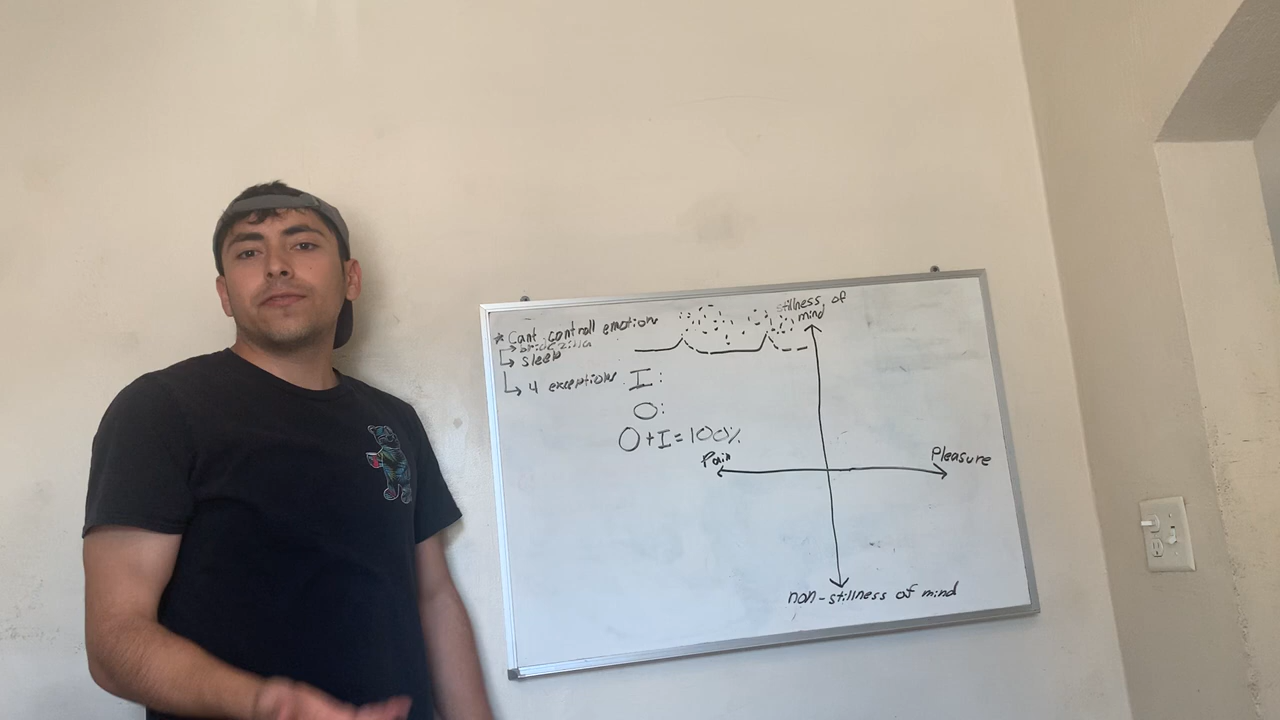 * Cant controll emotion
↳ sleep
↳ 4 exceptions
I:
O:
O+I=100%
stillness of
mind
Pain
Pleasure
non-stillness of mind